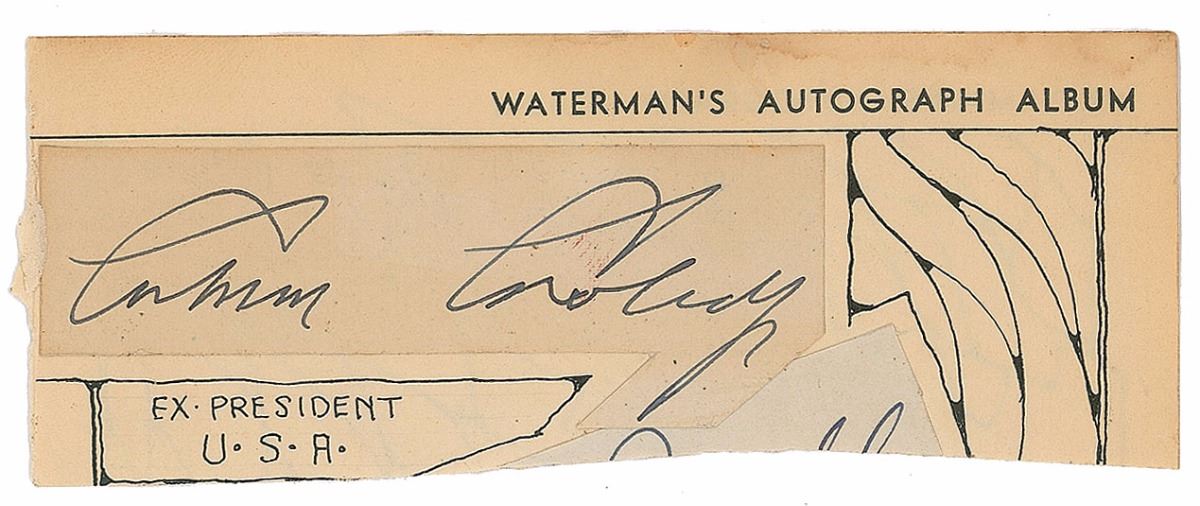 WATERMAN'S AUTOGRAPH ALBUM
Calvin Coolidge
EX. PRESIDENT
U. S. A.